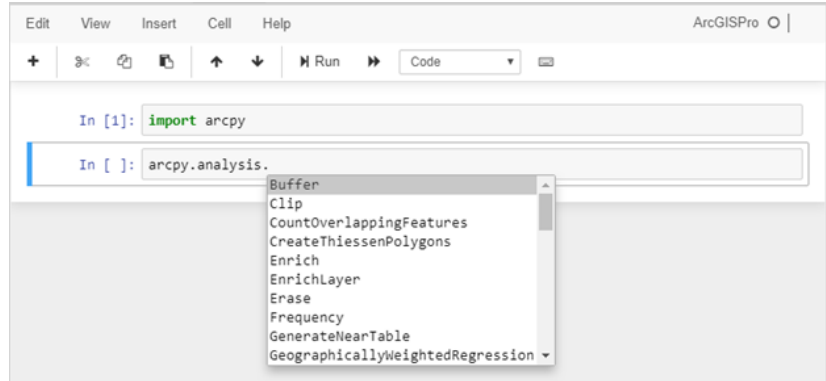 Edit View Insert Cell Help ArcGISPro
Run Code
In [1]: import arcpy
In [ ]: arcpy.analysis.
Buffer
Clip
CountOverlappingFeatures
CreateThiessenPolygons
Enrich
EnrichLayer
Erase
Frequency
GenerateNearTable
GeographicallyWeightedRegression